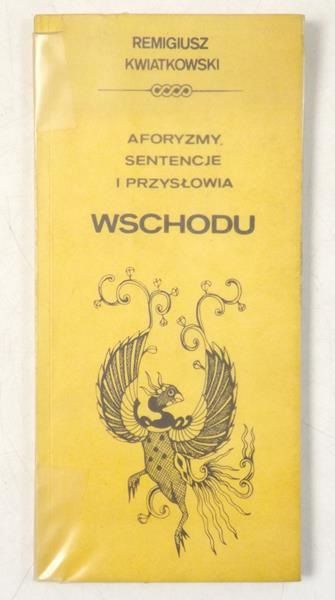 REMIGIUSZ
KWIATKOWSKI
AFORYZMY,
SENTENCJE
I PRZYSŁOWIA
WSCHODU